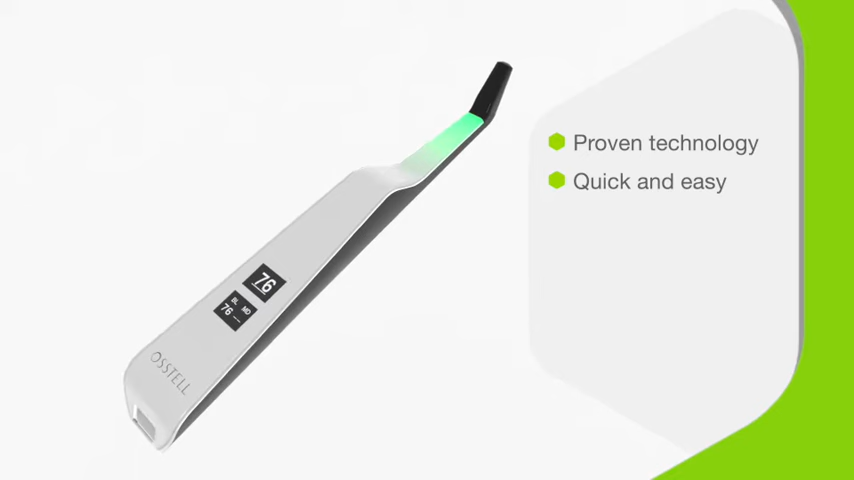 Proven technology
Quick and easy
76
BL MD
76 --
OSSTELL